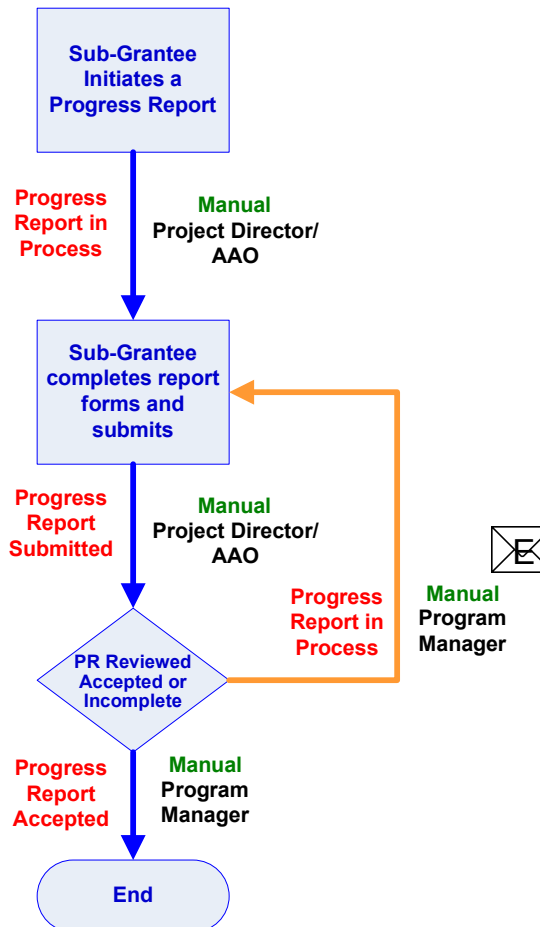 Sub-Grantee
Initiates a
Progress Report
Progress
Report in
Process
Manual
Project Director/
AAO
Sub-Grantee
completes report
forms and
submits
Progress
Report
Submitted
Manual
Project Director/
AAO
E
Progress
Report in
Process
Manual
Program
Manager
PR Reviewed
Accepted or
Incomplete
Progress
Report
Accepted
Manual
Program
Manager
End